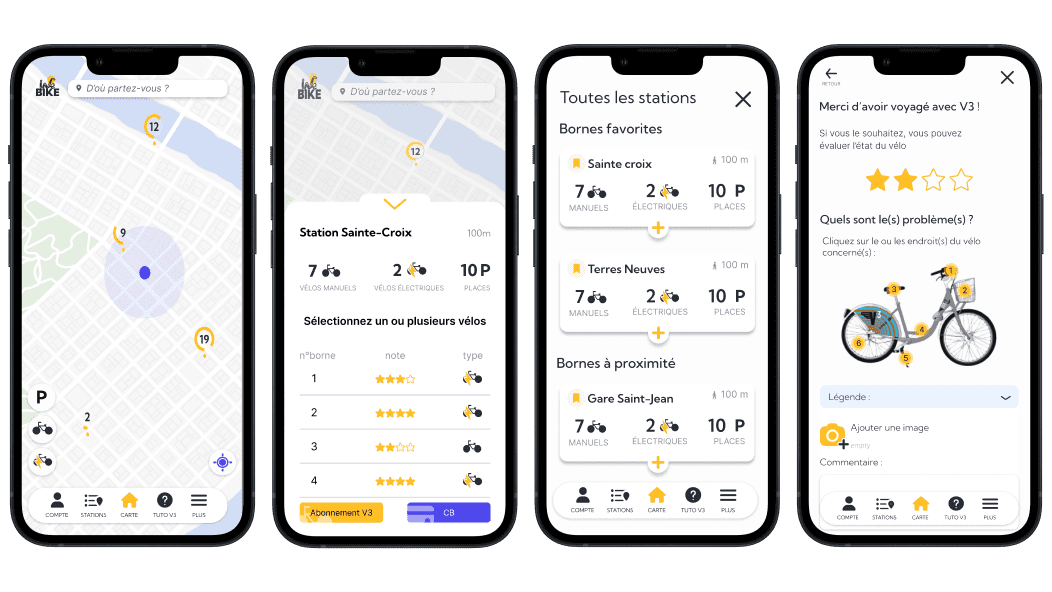 BIKE
D'où partez-vous ?
12
9
19
2
P
COMPTE
STATIONS
CARTE
TUTO V3
PLUS
BIKE
D'où partez-vous ?
12
Station Sainte-Croix
100m
7
2
10 P
VÉLOS MANUELS
VÉLOS ÉLECTRIQUES
PLACES
Sélectionnez un ou plusieurs vélos
n°borne note type
1
2
3
4
Abonnement V3
CB
Toutes les stations
Bornes favorites
Sainte croix
100 m
7
2
10 P
MANUELS
ÉLECTRIQUES
PLACES
Terres Neuves
100 m
7
2
10 P
MANUELS
ÉLECTRIQUES
PLACES
Bornes à proximité
Gare Saint-Jean
100 m
7
2
10 P
MANUELS
ÉLECTRIQUES
PLACES
COMPTE
STATIONS
CARTE
TUTO V3
PLUS
RETOUR
Merci d'avoir voyagé avec V3 !
Si vous le souhaitez, vous pouvez
évaluer l'état du vélo
Quels sont le(s) problème(s) ?
Cliquez sur le ou les endroit(s) du vélo
concerné(s) :
1
2
3
4
5
6
Légende :
Ajouter une image
empty
Commentaire :
COMPTE
STATIONS
CARTE
TUTO V3
PLUS